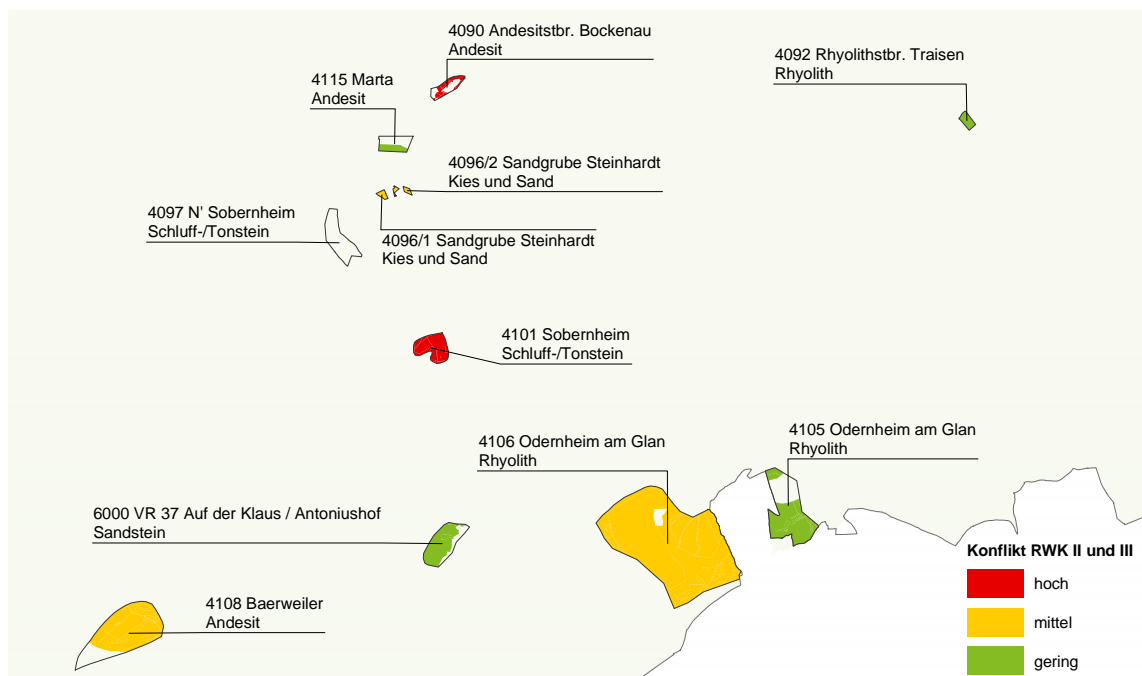 4090 Andesitstbr. Bockenau
Andesit
4092 Rhyolithstbr. Traisen
Rhyolith
4115 Marta
Andesit
4096/2 Sandgrube Steinhardt
Kies und Sand
4097 N' Sobernheim
Schluff-/Tonstein
4096/1 Sandgrube Steinhardt
Kies und Sand
4101 Sobernheim
Schluff-/Tonstein
4106 Odernheim am Glan
Rhyolith
4105 Odernheim am Glan
Rhyolith
6000 VR 37 Auf der Klaus / Antoniushof
Sandstein
4108 Baerweiler
Andesit
Konflikt RWK II und III
hoch
mittel
gering